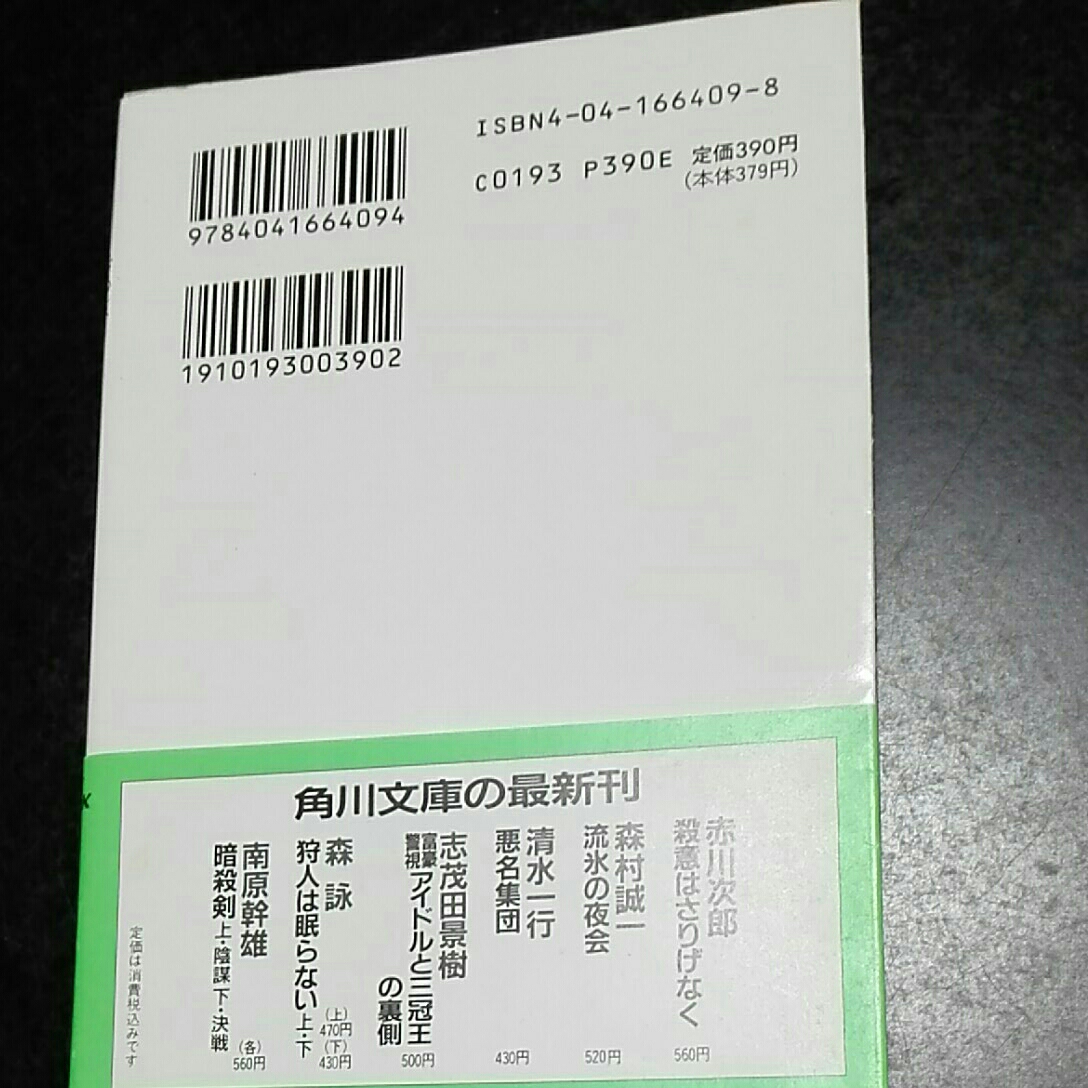 ISBN4-04-166409-8
C0193 P390E 定価390円
(本体379円)
9784041664094
1910193003902
角川文庫の最新刊
赤川次郎
殺意はさりげなく
560円
森村誠一
流氷の夜会
520円
清水一行
悪名集団
430円
志茂田景樹
富豪警視 アイドルと三冠王の裏側
500円
森 詠
狩人は眠らない 上・下
(上)470円
(下)430円
南原幹雄
暗殺剣 上・陰謀 下・決戦
(各)560円
定価は消費税込みです